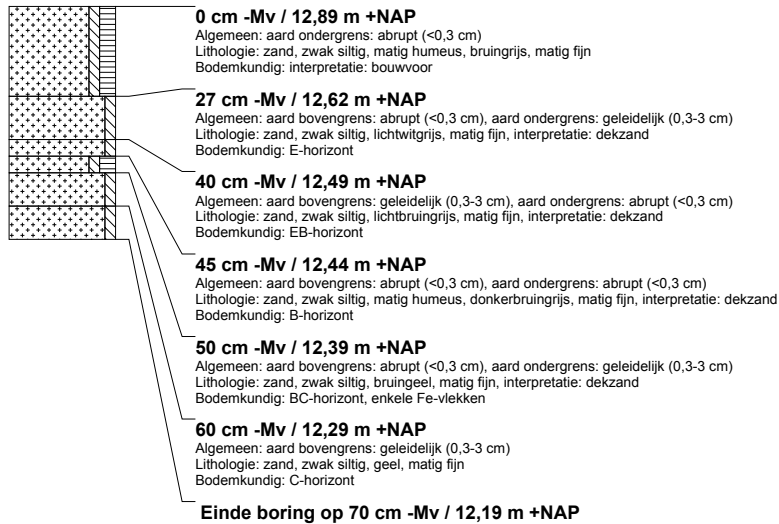 0 cm -Mv / 12,89 m +NAP
Algemeen: aard ondergrens: abrupt (<0,3 cm)
Lithologie: zand, zwak siltig, matig humeus, bruingrijs, matig fijn
Bodemkundig: interpretatie: bouwvoor
27 cm -Mv / 12,62 m +NAP
Algemeen: aard bovengrens: abrupt (<0,3 cm), aard ondergrens: geleidelijk (0,3-3 cm)
Lithologie: zand, zwak siltig, lichtwitgrijs, matig fijn, interpretatie: dekzand
Bodemkundig: E-horizont
40 cm -Mv / 12,49 m +NAP
Algemeen: aard bovengrens: geleidelijk (0,3-3 cm), aard ondergrens: abrupt (<0,3 cm)
Lithologie: zand, zwak siltig, lichtbruingrijs, matig fijn, interpretatie: dekzand
Bodemkundig: EB-horizont
45 cm -Mv / 12,44 m +NAP
Algemeen: aard bovengrens: abrupt (<0,3 cm), aard ondergrens: abrupt (<0,3 cm)
Lithologie: zand, zwak siltig, matig humeus, donkerbruingrijs, matig fijn, interpretatie: dekzand
Bodemkundig: B-horizont
50 cm -Mv / 12,39 m +NAP
Algemeen: aard bovengrens: abrupt (<0,3 cm), aard ondergrens: geleidelijk (0,3-3 cm)
Lithologie: zand, zwak siltig, bruingeel, matig fijn, interpretatie: dekzand
Bodemkundig: BC-horizont, enkele Fe-vlekken
60 cm -Mv / 12,29 m +NAP
Algemeen: aard bovengrens: geleidelijk (0,3-3 cm)
Lithologie: zand, zwak siltig, geel, matig fijn
Bodemkundig: C-horizont
Einde boring op 70 cm -Mv / 12,19 m +NAP